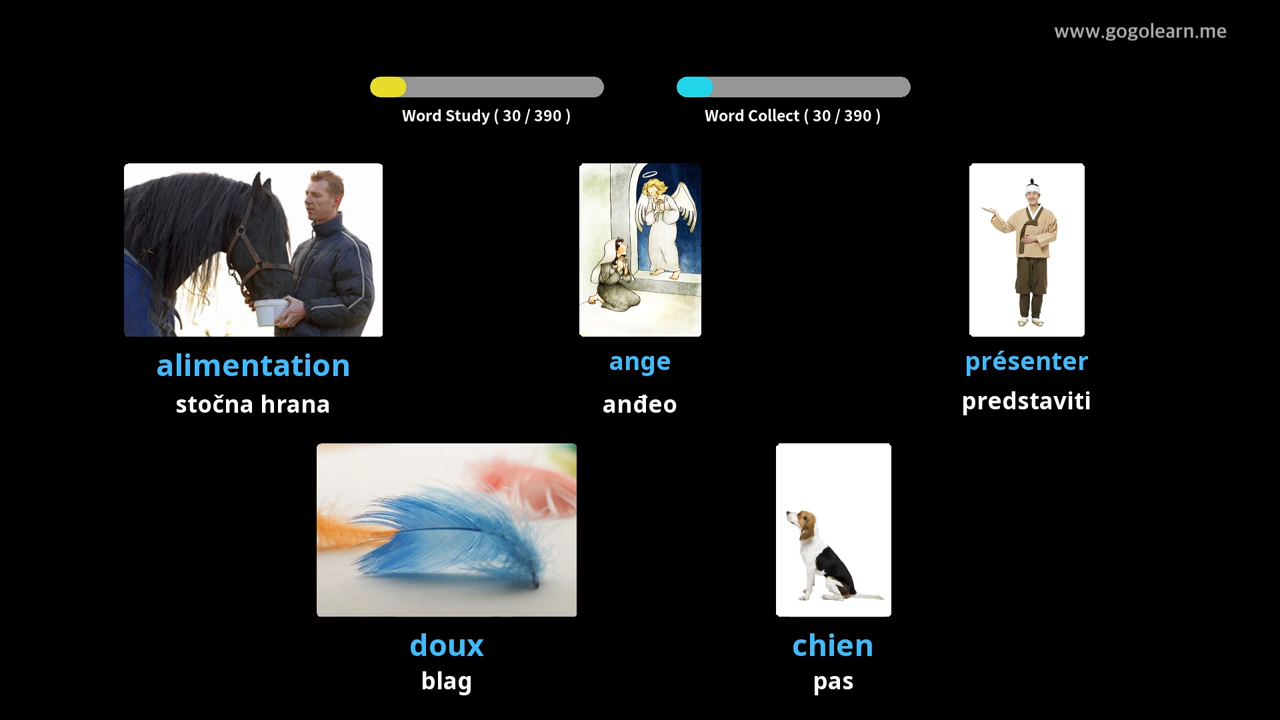 www.gogolearn.me
Word Study ( 30 / 390 )
Word Collect ( 30 / 390 )
alimentation
stočna hrana
ange
anđeo
présenter
predstaviti
doux
blag
chien
pas